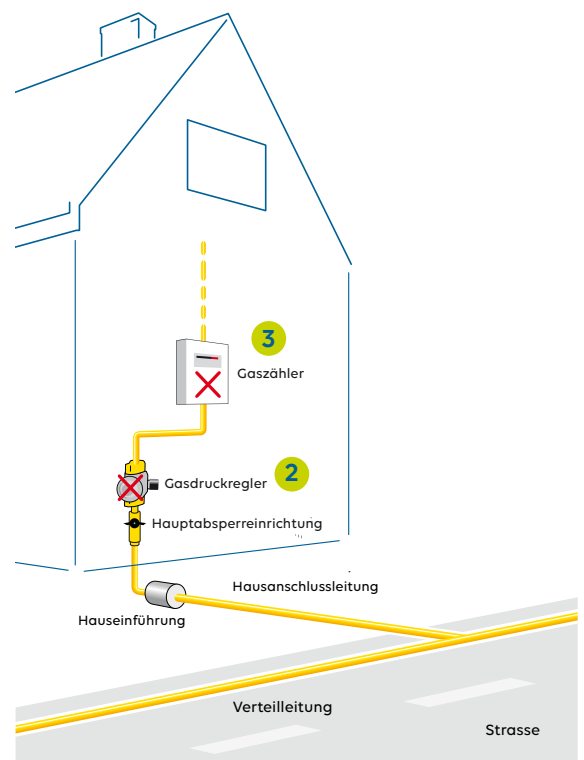 3
Gaszähler
Gasdruckregler
2
Hauptabsperreinrichtung
Hausanschlussleitung
Hauseinführung
Verteilleitung
Strasse